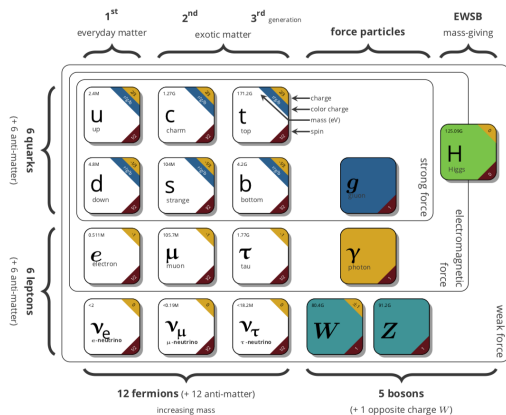 1st 2nd 3rd generation force particles EWSB
everyday matter exotic matter mass-giving
6 quarks
(+ 6 anti-matter)
2.4M
u
up
1.27G
c
charm
171.2G
t
top
charge
color charge
mass (eV)
spin
125.09G
H
Higgs
4.8M
d
down
104M
s
strange
4.2G
b
bottom
g
gluon
strong force
6 leptons
(+ 6 anti-matter)
0.511M
e
electron
105.7M
μ
muon
1.77G
τ
tau
γ
photon
electromagnetic
force
<2
νe
e-neutrino
<0.19M
νμ
μ-neutrino
<18.2M
ντ
τ-neutrino
80.4G
W
91.2G
Z
weak force
12 fermions (+ 12 anti-matter) 5 bosons
increasing mass (+ 1 opposite charge W)